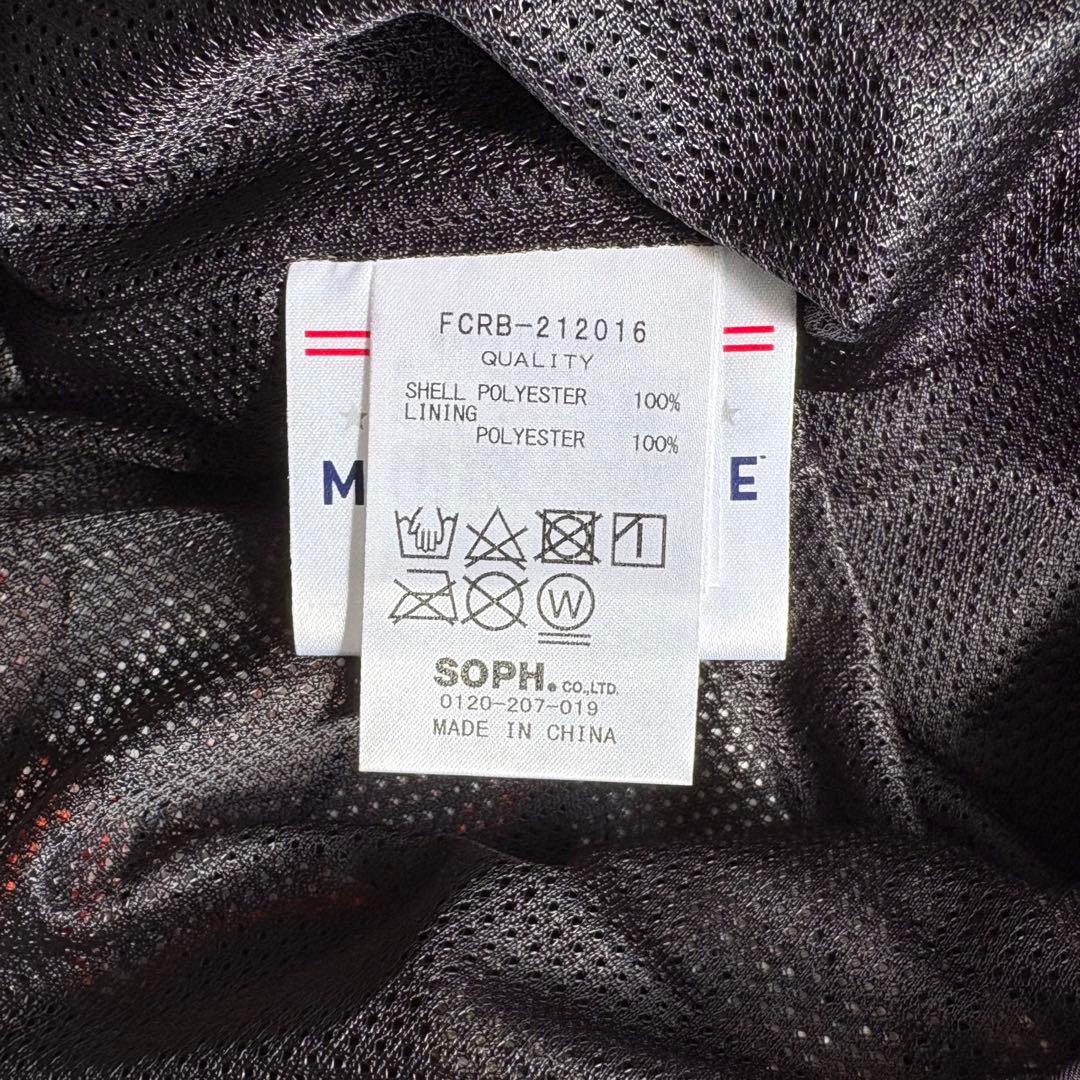 FCRB-212016
QUALITY
SHELL POLYESTER 100%
LINING
POLYESTER 100%
M E
W
SOPH. CO.,LTD.
0120-207-019
MADE IN CHINA